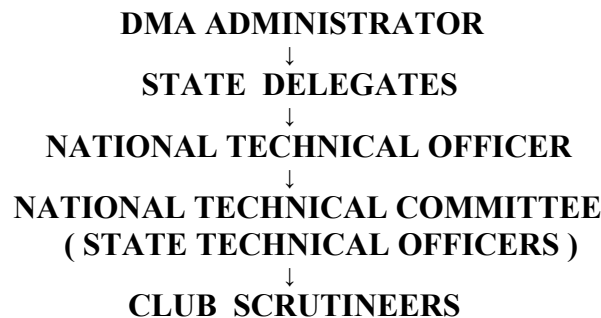 DMA ADMINISTRATOR
↓
STATE DELEGATES
↓
NATIONAL TECHNICAL OFFICER
↓
NATIONAL TECHNICAL COMMITTEE
( STATE TECHNICAL OFFICERS )
↓
CLUB SCRUTINEERS